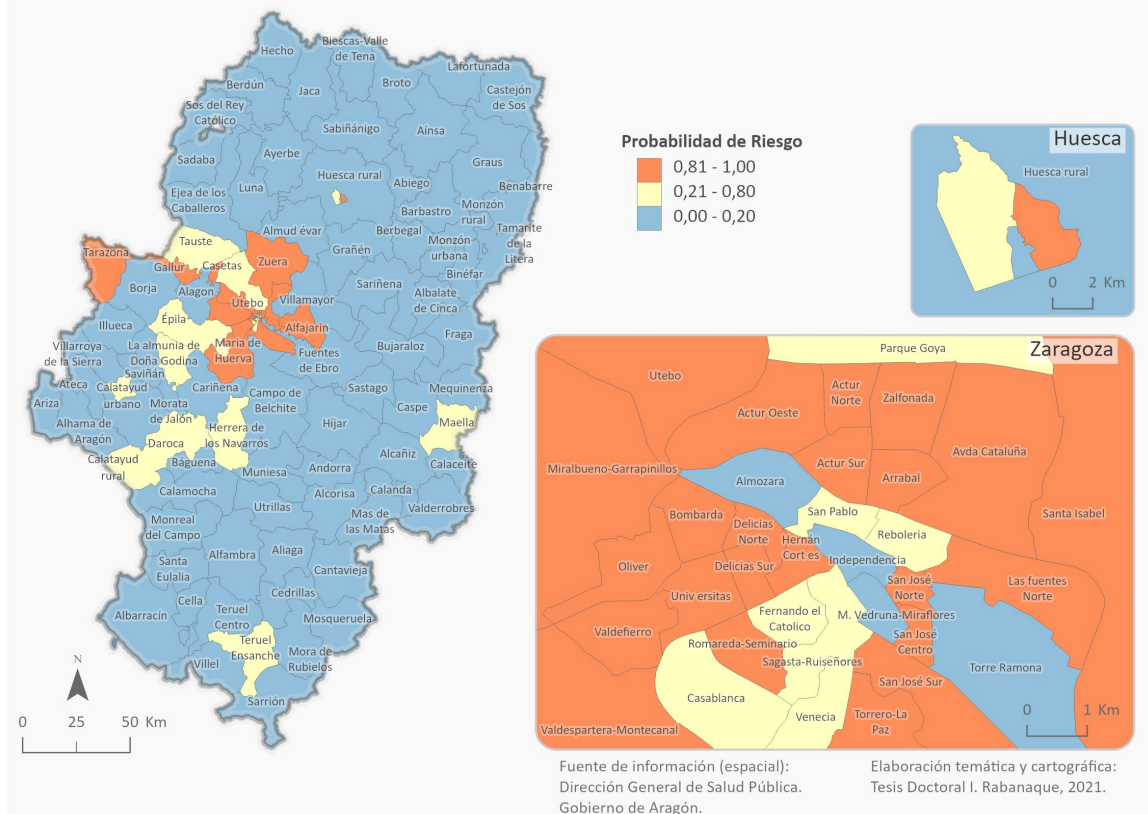 Hecho
Biescas-Valle
de Tena
Lafortunada
Berdún
Jaca
Broto
Castejón
de Sos
Sos del Rey
Católico
Sabiñánigo
Aínsa
Sadaba
Ayerbe
Graus
Huesca rural
Ejea de los
Caballeros
Luna
Abiego
Benabarre
Barbastro
Monzón
rural
Almud évar
Berbegal
Tamarite
de la
Litera
Tauste
Grañén
Monzón
urbana
Tarazona
Gallur
Casetas
Zuera
Binéfar
Borja
Alagon
Sariñena
Albalate
de Cinca
Utebo
Villamayor
Illueca
Épila
Alfajarín
Fraga
Villarroya
de la Sierra
La almunia de
Doña Godina
Maria de
Huerva
Fuentes
de Ebro
Bujaraloz
Saviñán
Ateca
Calatayud
urbano
Cariñena
Campo de
Belchite
Sastago
Mequinenza
Ariza
Morata
de Jalón
Caspe
Alhama de
Aragón
Herrera de
los Navarros
Híjar
Maella
Daroca
Calatayud
rural
Báguena
Muniesa
Andorra
Alcañiz
Calaceite
Calamocha
Alcorisa
Calanda
Utrillas
Valderrobres
Monreal
del Campo
Mas de
las Matas
Santa
Eulalia
Alfambra
Aliaga
Cantavieja
Cella
Cedrillas
Albarracín
Teruel
Centro
Mosqueruela
Teruel
Ensanche
Villel
Mora de
Rubielos
Sarrión
N
0 25 50 Km
Probabilidad de Riesgo
0,81 - 1,00
0,21 - 0,80
0,00 - 0,20
Huesca
Huesca rural
0 2 Km
Zaragoza
Parque Goya
Utebo
Actur
Norte
Zalfonada
Actur Oeste
Avda Cataluña
Miralbueno-Garrapinillos
Actur Sur
Arrabal
Almozara
San Pablo
Santa Isabel
Bombarda
Delicias
Norte
Hernán
Cort es
Reboleria
Oliver
Delicias Sur
Independencia
San José
Norte
Las fuentes
Norte
Univ ersitas
Fernando el
Catolico
M. Vedruna-Miraflores
Valdefierro
San José
Centro
Romareda-Seminario
Sagasta-Ruiseñores
Torre Ramona
San José Sur
Casablanca
Venecia
Torrero-La
Paz
Valdespartera-Montecanal
0 1 Km
Fuente de información (espacial):
Dirección General de Salud Pública.
Gobierno de Aragón.
Elaboración temática y cartográfica:
Tesis Doctoral I. Rabanaque, 2021.